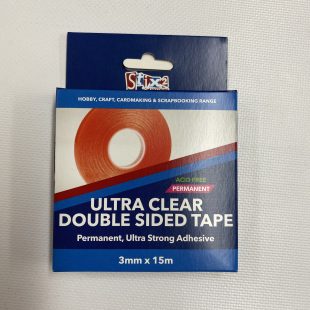 Stix2
HOBBY, CRAFT, CARDMAKING & SCRAPBOOKING RANGE
ACID-FREE
PERMANENT
ULTRA CLEAR
DOUBLE SIDED TAPE
Permanent, Ultra Strong Adhesive
3mm x 15m